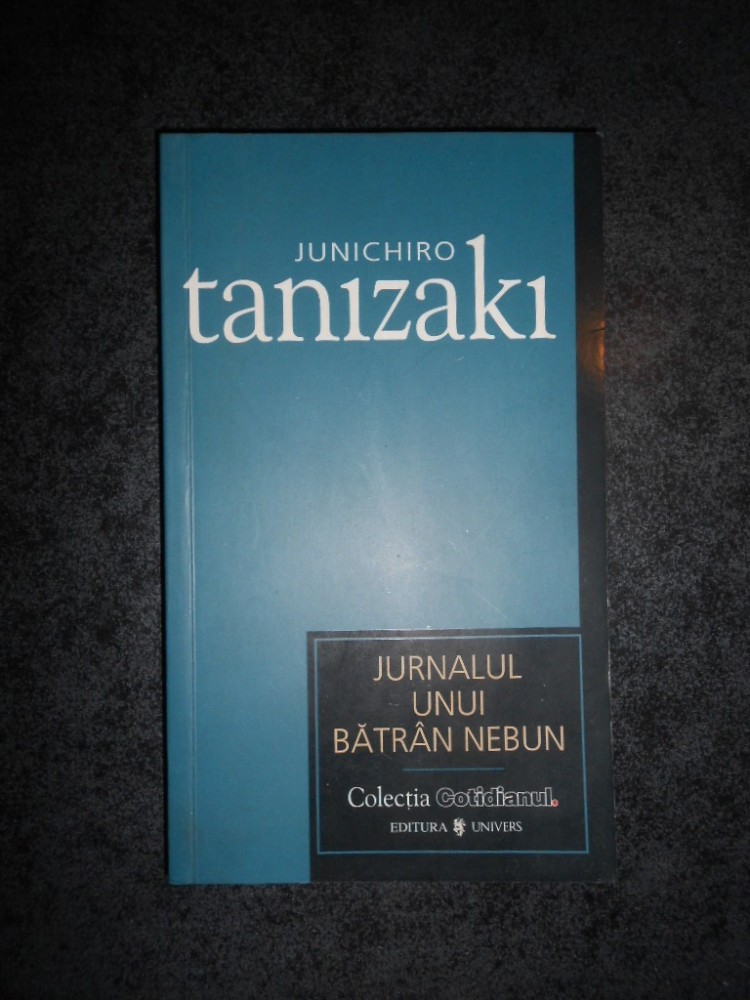 JUNICHIRO
tanızakı
JURNALUL
UNUI
BĂTRÂN NEBUN
Colecția Cotidianul.
EDITURA UNIVERS